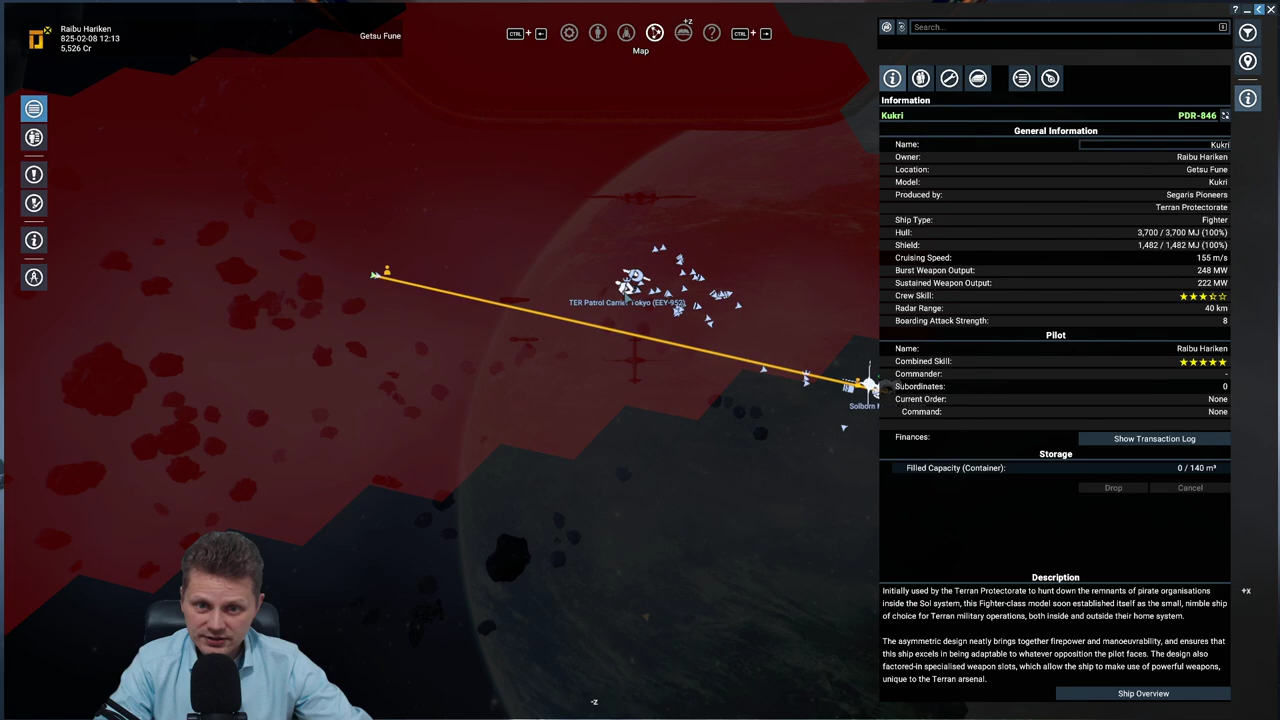 Raibu Hariken
825-02-08 12:13
5,526 Cr
Getsu Fune
CTRL + ←
+z
CTRL + →
Map
Search...
Information
Kukri PDR-846
General Information
Name: Kukri
Owner: Raibu Hariken
Location: Getsu Fune
Model: Kukri
Produced by: Segaris Pioneers
Terran Protectorate
Ship Type: Fighter
Hull: 3,700 / 3,700 MJ (100%)
Shield: 1,482 / 1,482 MJ (100%)
Cruising Speed: 155 m/s
Burst Weapon Output: 248 MW
Sustained Weapon Output: 222 MW
Crew Skill: ★★★☆☆
Radar Range: 40 km
Boarding Attack Strength: 8
Pilot
Name: Raibu Hariken
Combined Skill: ★★★★★
Commander: -
Subordinates: 0
Current Order: None
Command: None
Finances: Show Transaction Log
Storage
Filled Capacity (Container): 0 / 140 m³
Drop Cancel
Description
Initially used by the Terran Protectorate to hunt down the remnants of pirate organisations
inside the Sol system, this Fighter-class model soon established itself as the small, nimble ship
of choice for Terran military operations, both inside and outside their home system.
The asymmetric design neatly brings together firepower and manoeuvrability, and ensures that
this ship excels in being adaptable to whatever opposition the pilot faces. The design also
factored-in specialised weapon slots, which allow the ship to make use of powerful weapons,
unique to the Terran arsenal.
Ship Overview
TER Patrol Carrier Tokyo (EEY-952)
Solborn
+x
-z